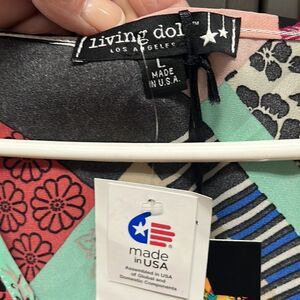 living doll
LOS ANGELES
L
MADE
IN U.S.A.
made
in USA
Assembled in USA
of Global and
Domestic Components